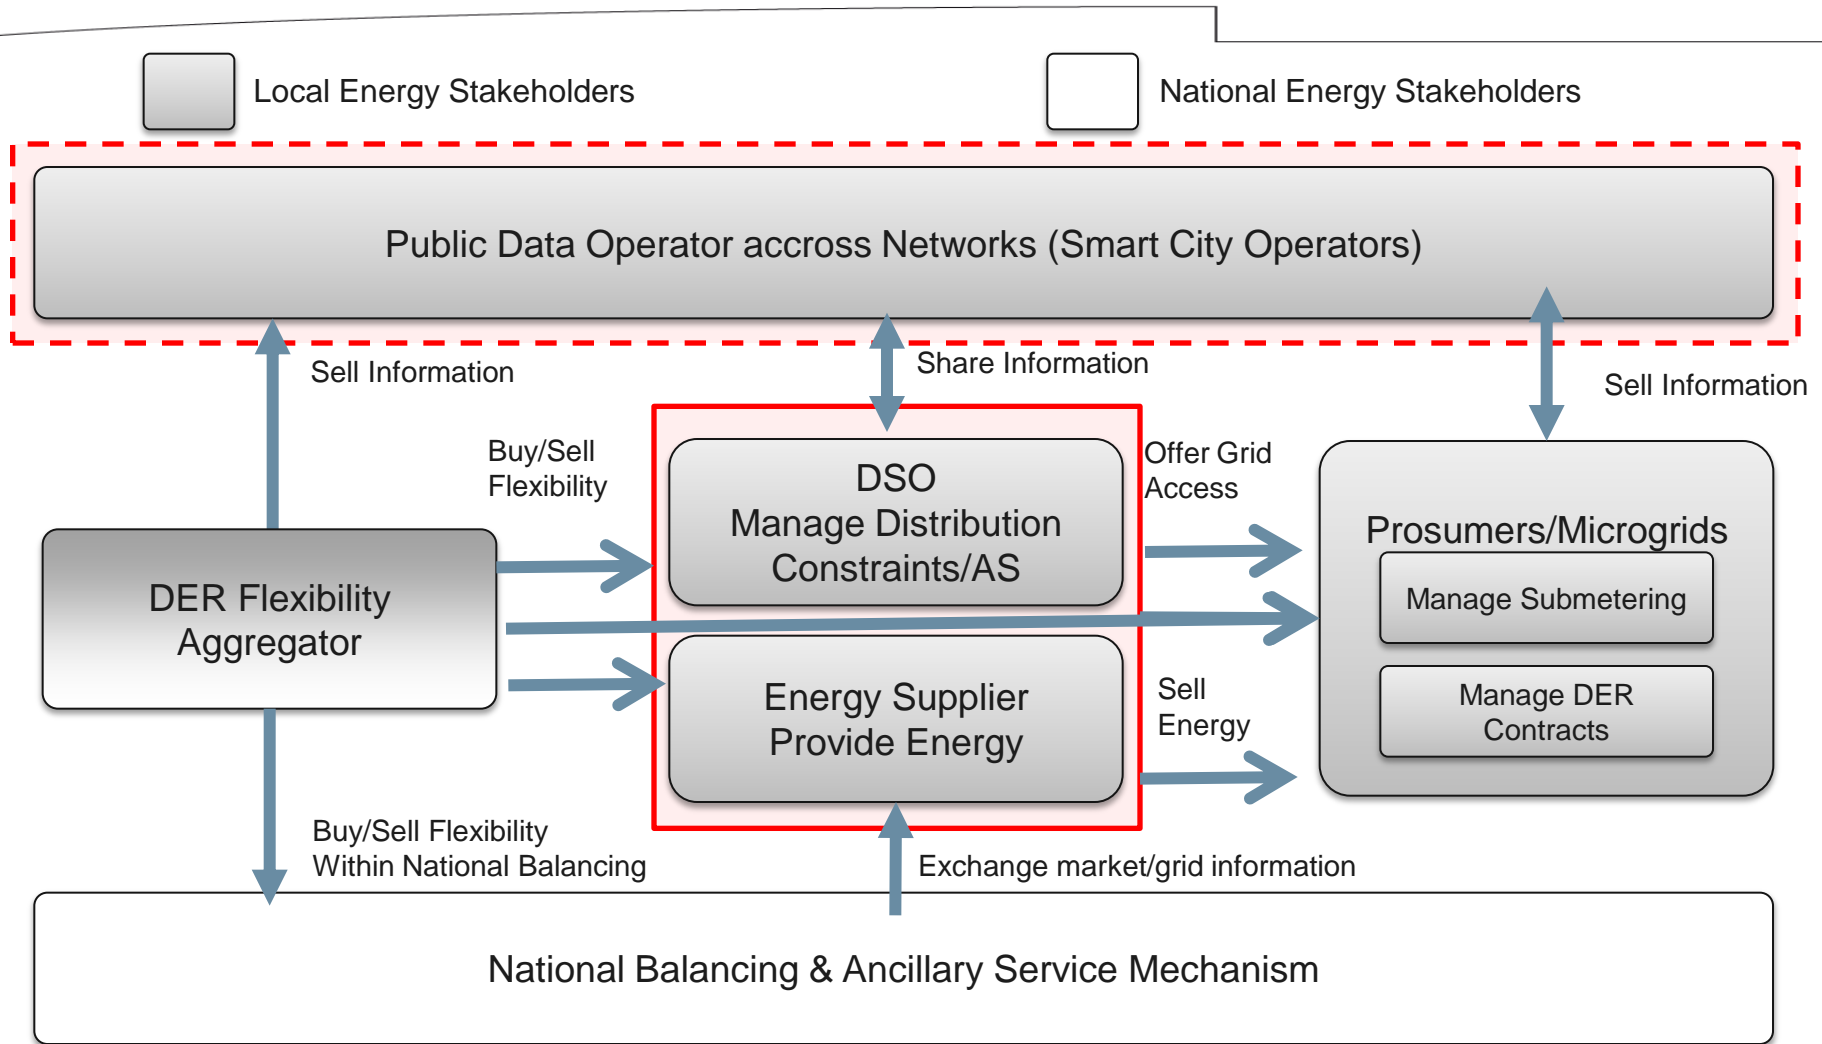 Local Energy Stakeholders
National Energy Stakeholders
Public Data Operator accross Networks (Smart City Operators)
Sell Information
Share Information
Sell Information
Buy/Sell
Flexibility
DSO
Manage Distribution
Constraints/AS
Offer Grid
Access
Prosumers/Microgrids
Manage Submetering
Manage DER
Contracts
DER Flexibility
Aggregator
Energy Supplier
Provide Energy
Sell
Energy
Buy/Sell Flexibility
Within National Balancing
Exchange market/grid information
National Balancing & Ancillary Service Mechanism